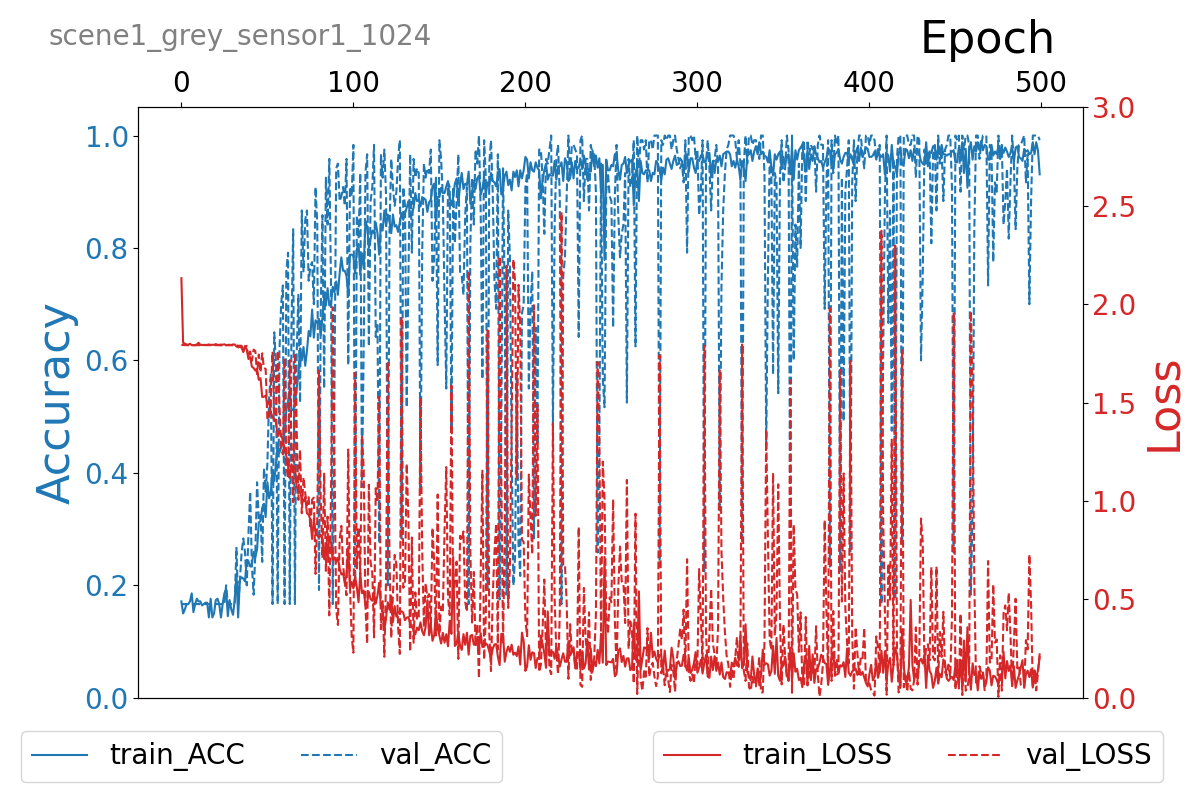 scene1_grey_sensor1_1024
Epoch
0 100 200 300 400 500
1.0
0.8
0.6
0.4
0.2
0.0
Accuracy
3.0
2.5
2.0
1.5
1.0
0.5
0.0
Loss
train_ACC val_ACC
train_LOSS val_LOSS